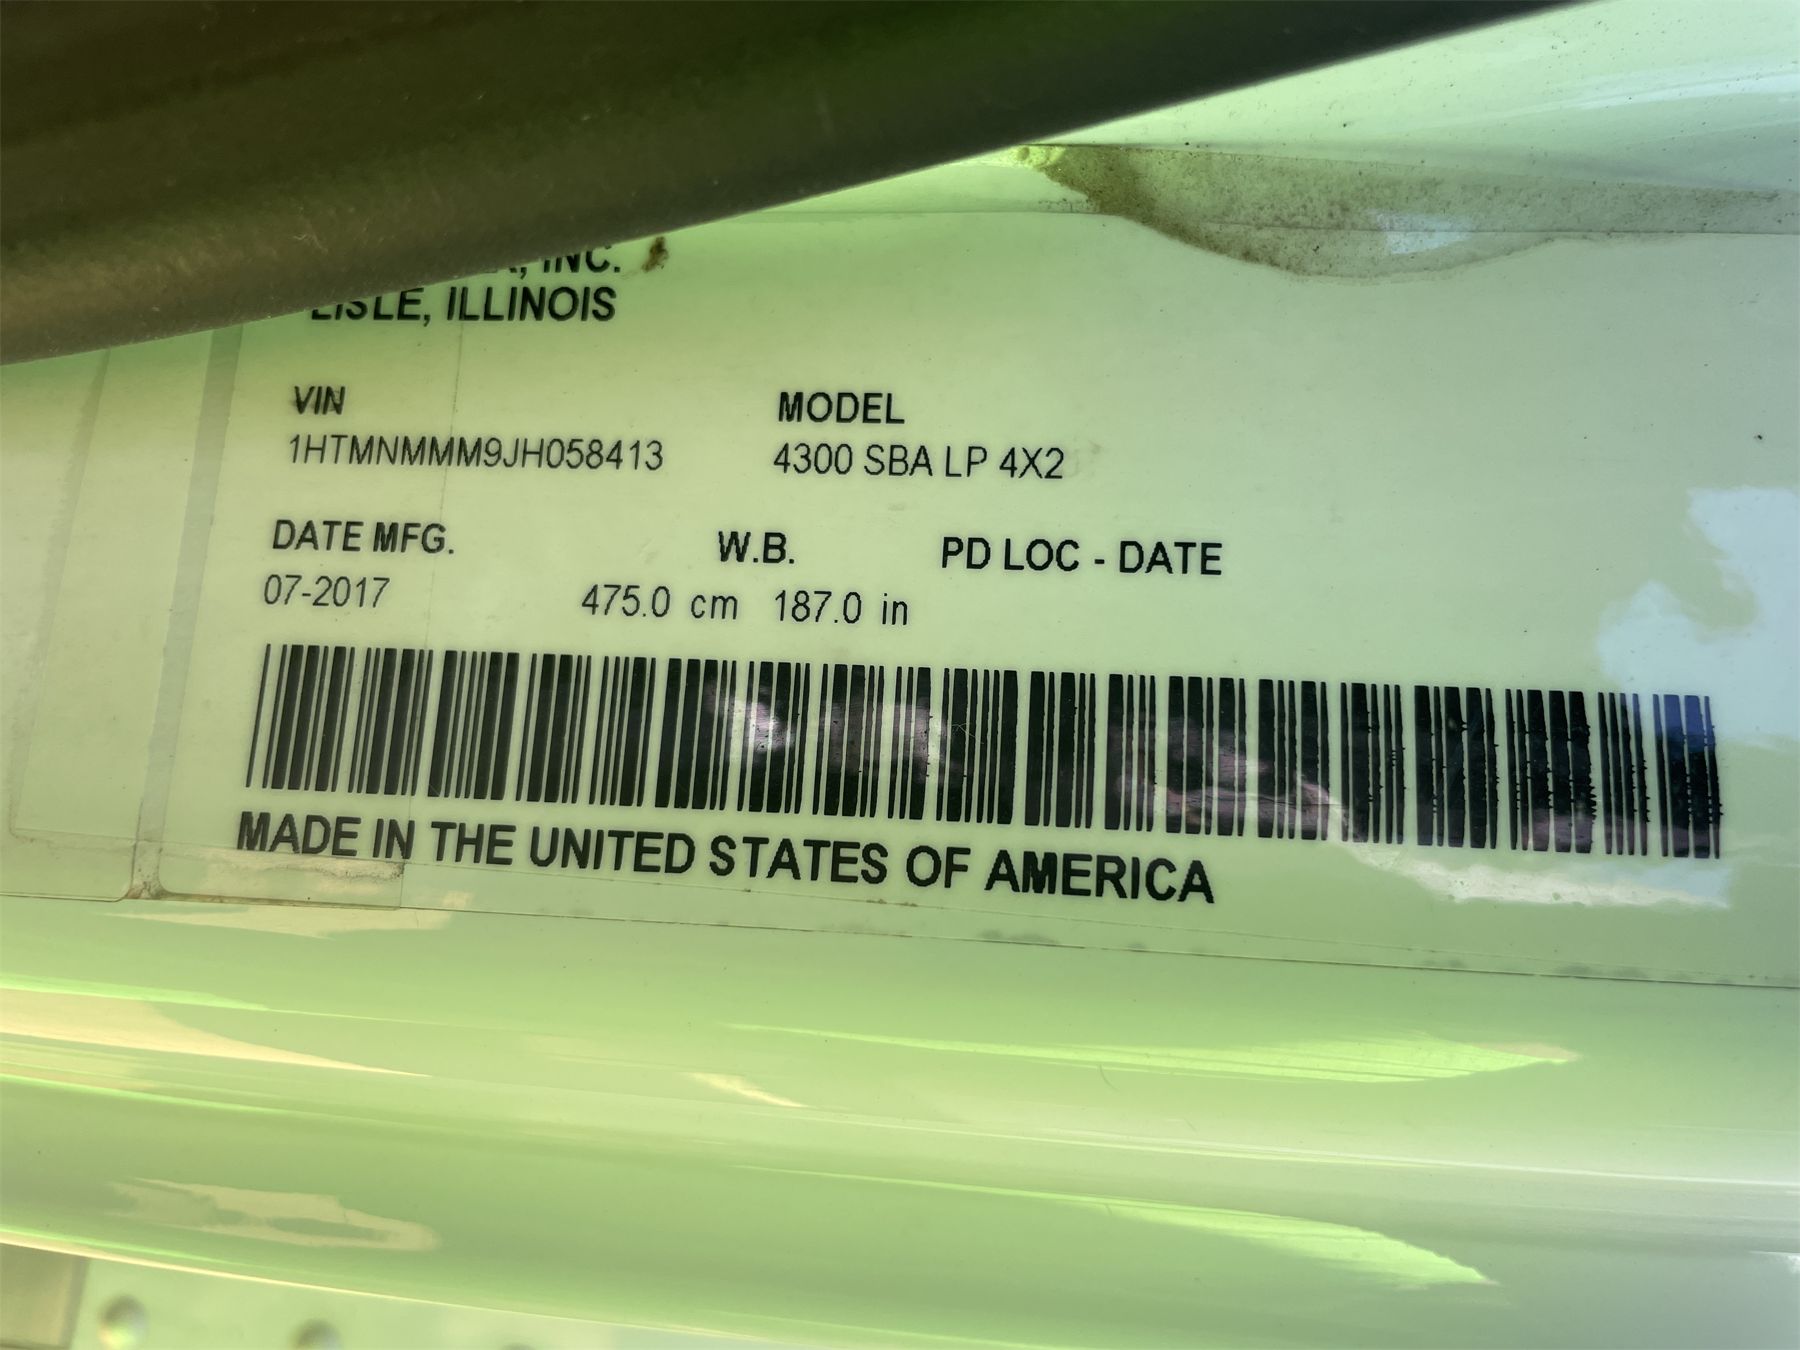 INC.
LISLE, ILLINOIS
VIN MODEL
1HTMNMMM9JH058413 4300 SBA LP 4X2
DATE MFG. W.B. PD LOC - DATE
07-2017 475.0 cm 187.0 in
MADE IN THE UNITED STATES OF AMERICA